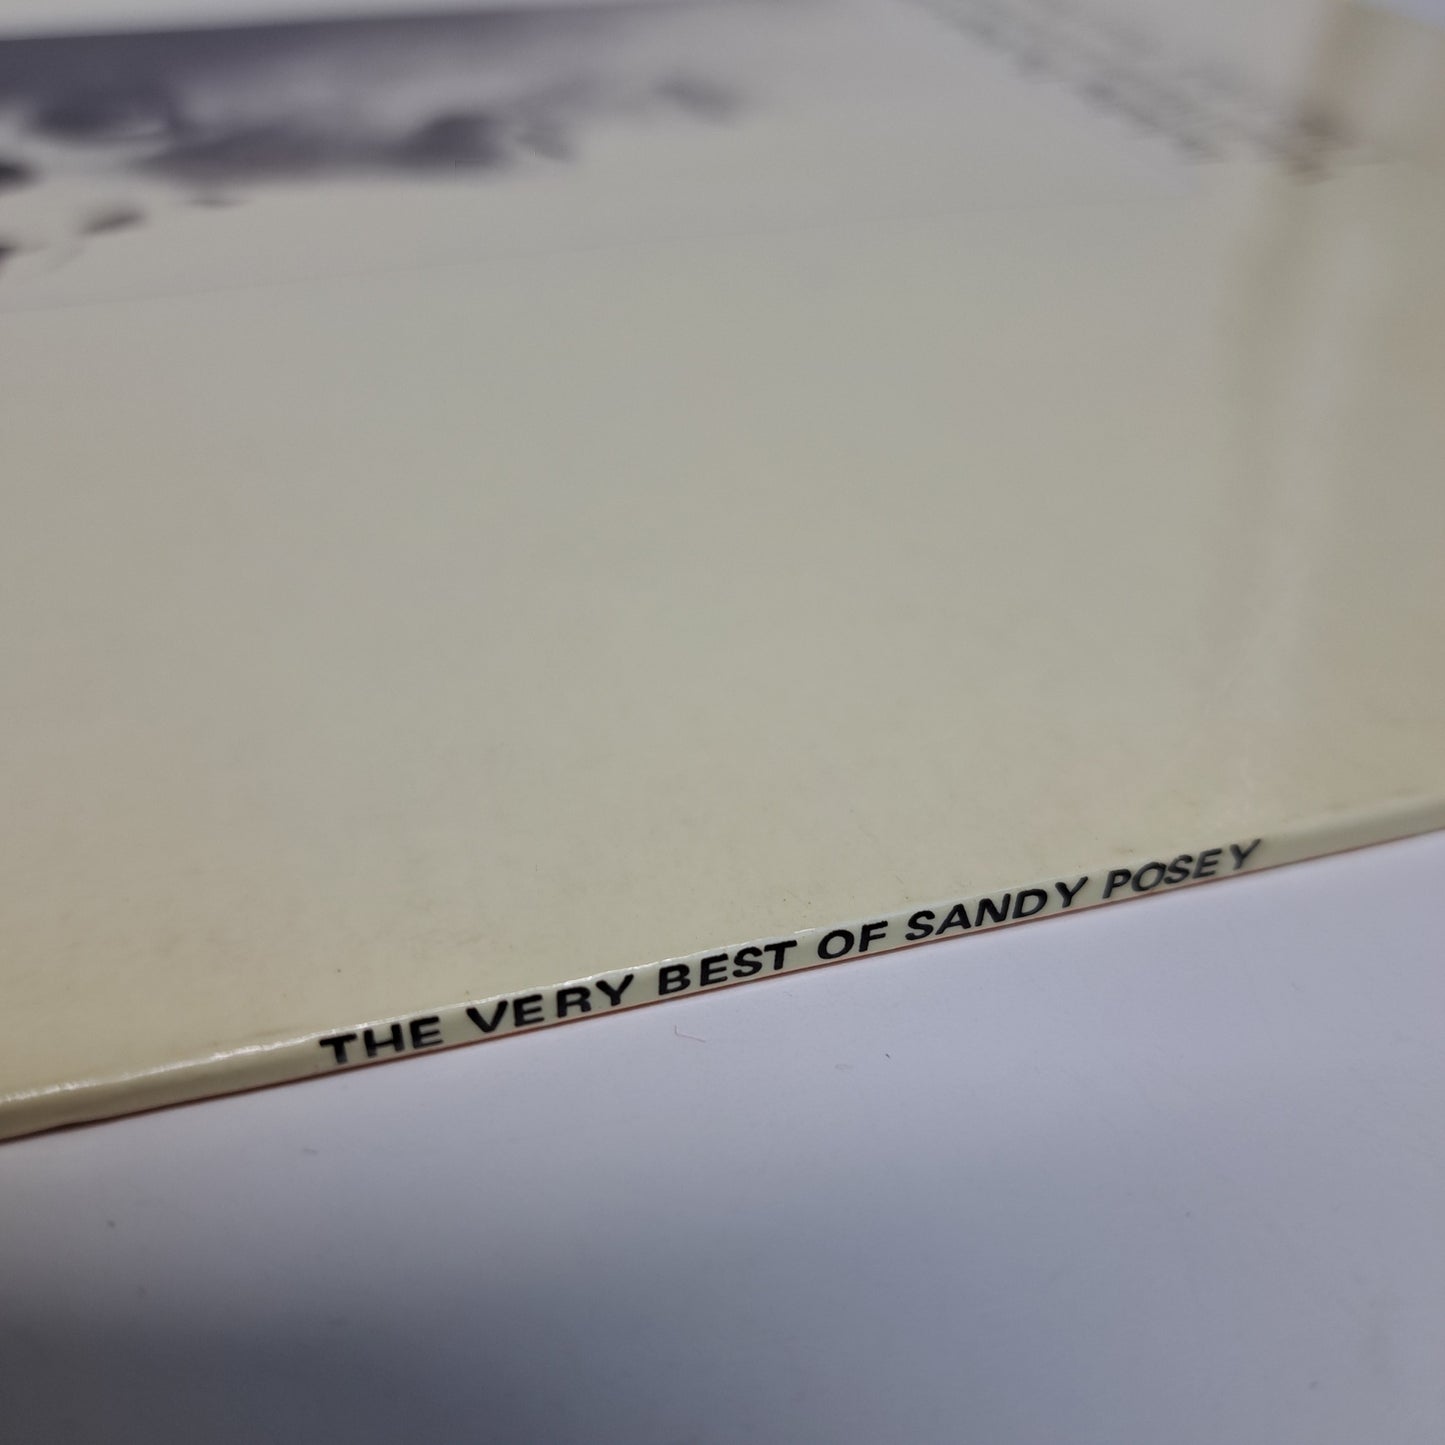 THE VERY BEST OF SANDY POSEY